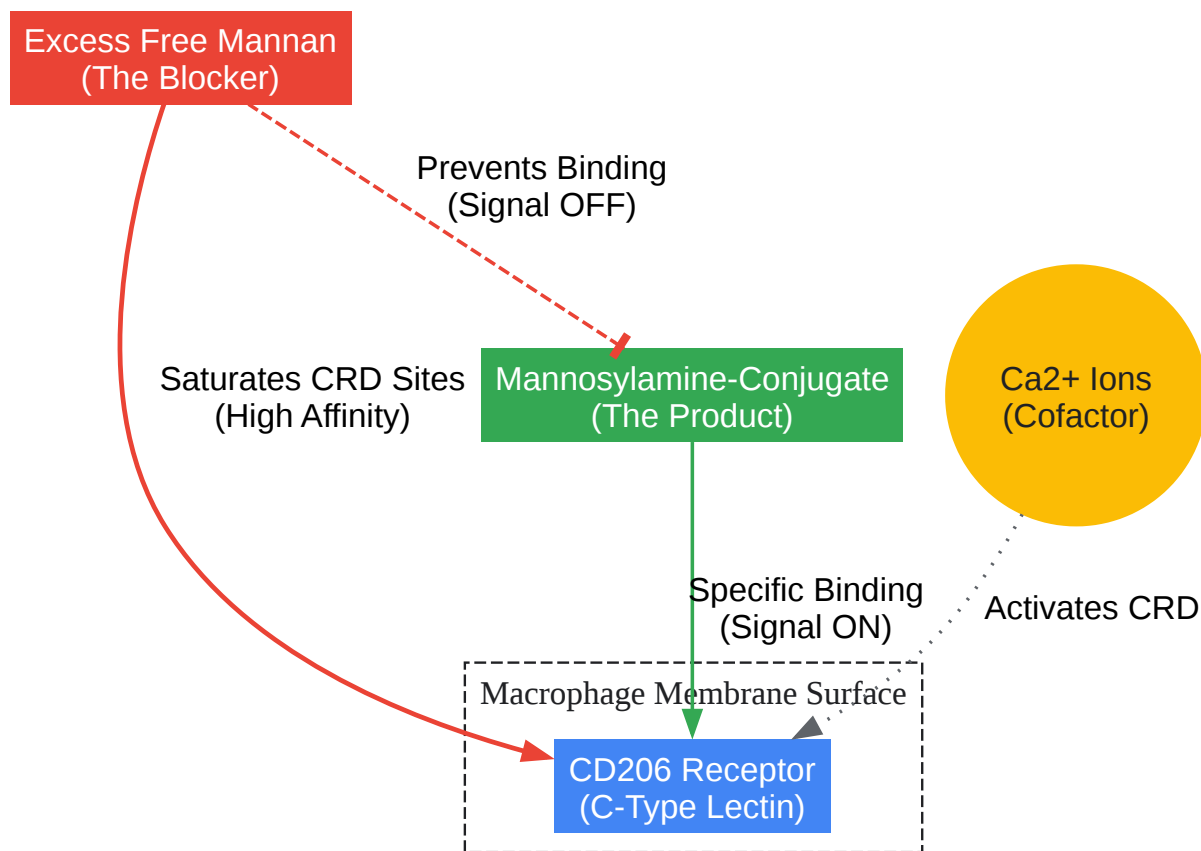 Excess Free Mannan
(The Blocker)
Prevents Binding
(Signal OFF)
Saturates CRD Sites
(High Affinity)
Mannosylamine-Conjugate
(The Product)
Ca2+ Ions
(Cofactor)
Specific Binding
(Signal ON)
Activates CRD
Macrophage Membrane Surface
CD206 Receptor
(C-Type Lectin)